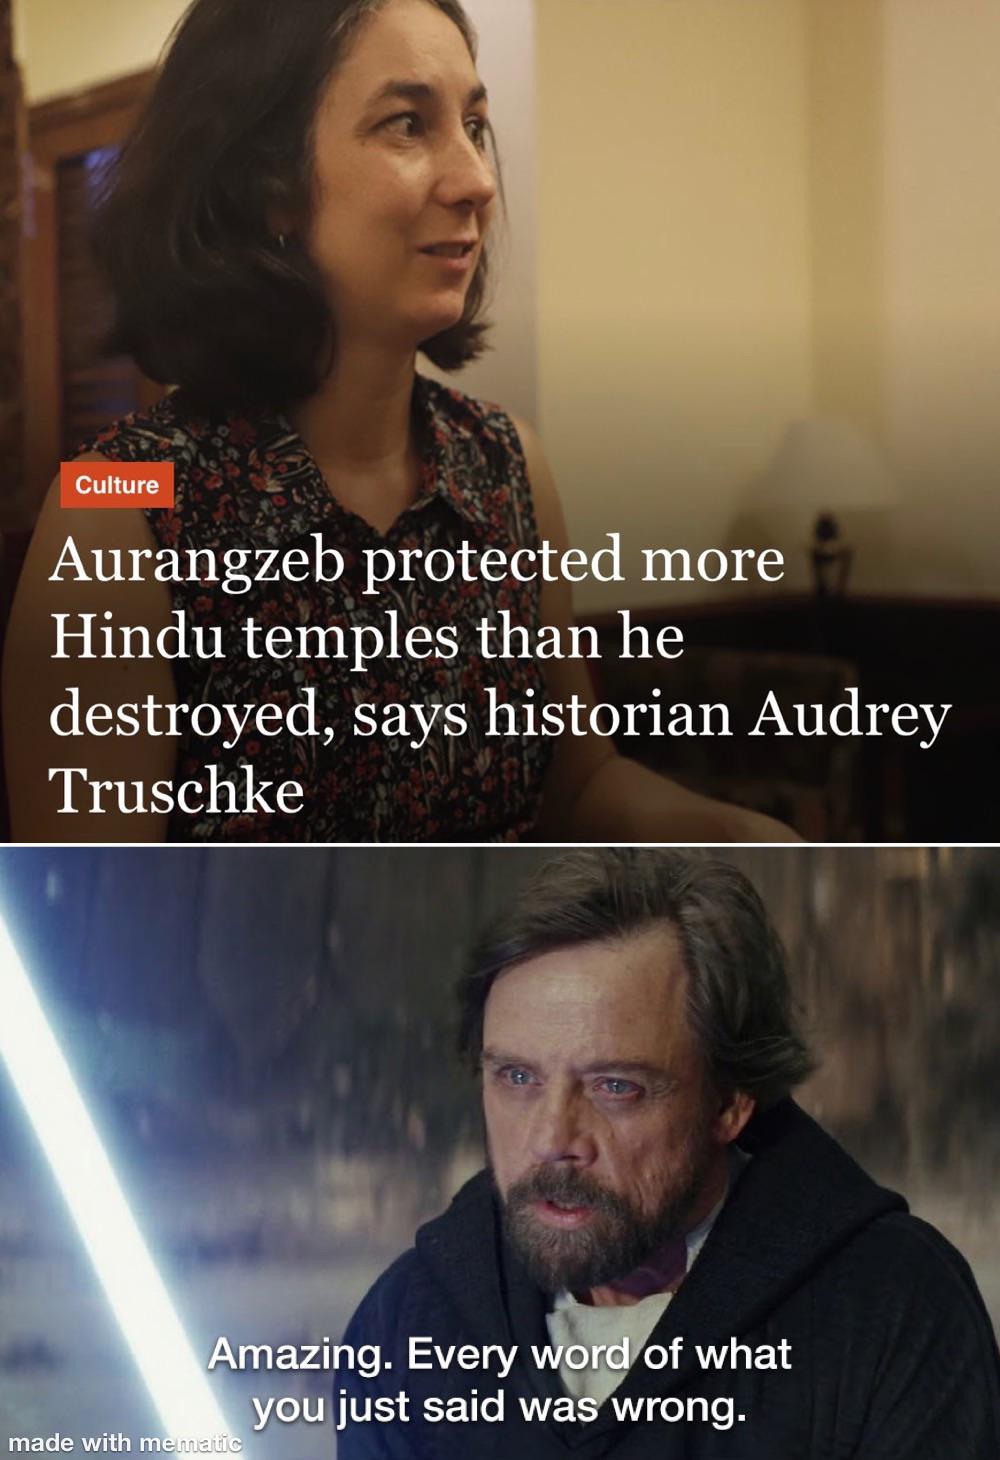 Culture
Aurangzeb protected more
Hindu temples than he
destroyed, says historian Audrey
Truschke
Amazing. Every word of what
you just said was wrong.
made with mematic